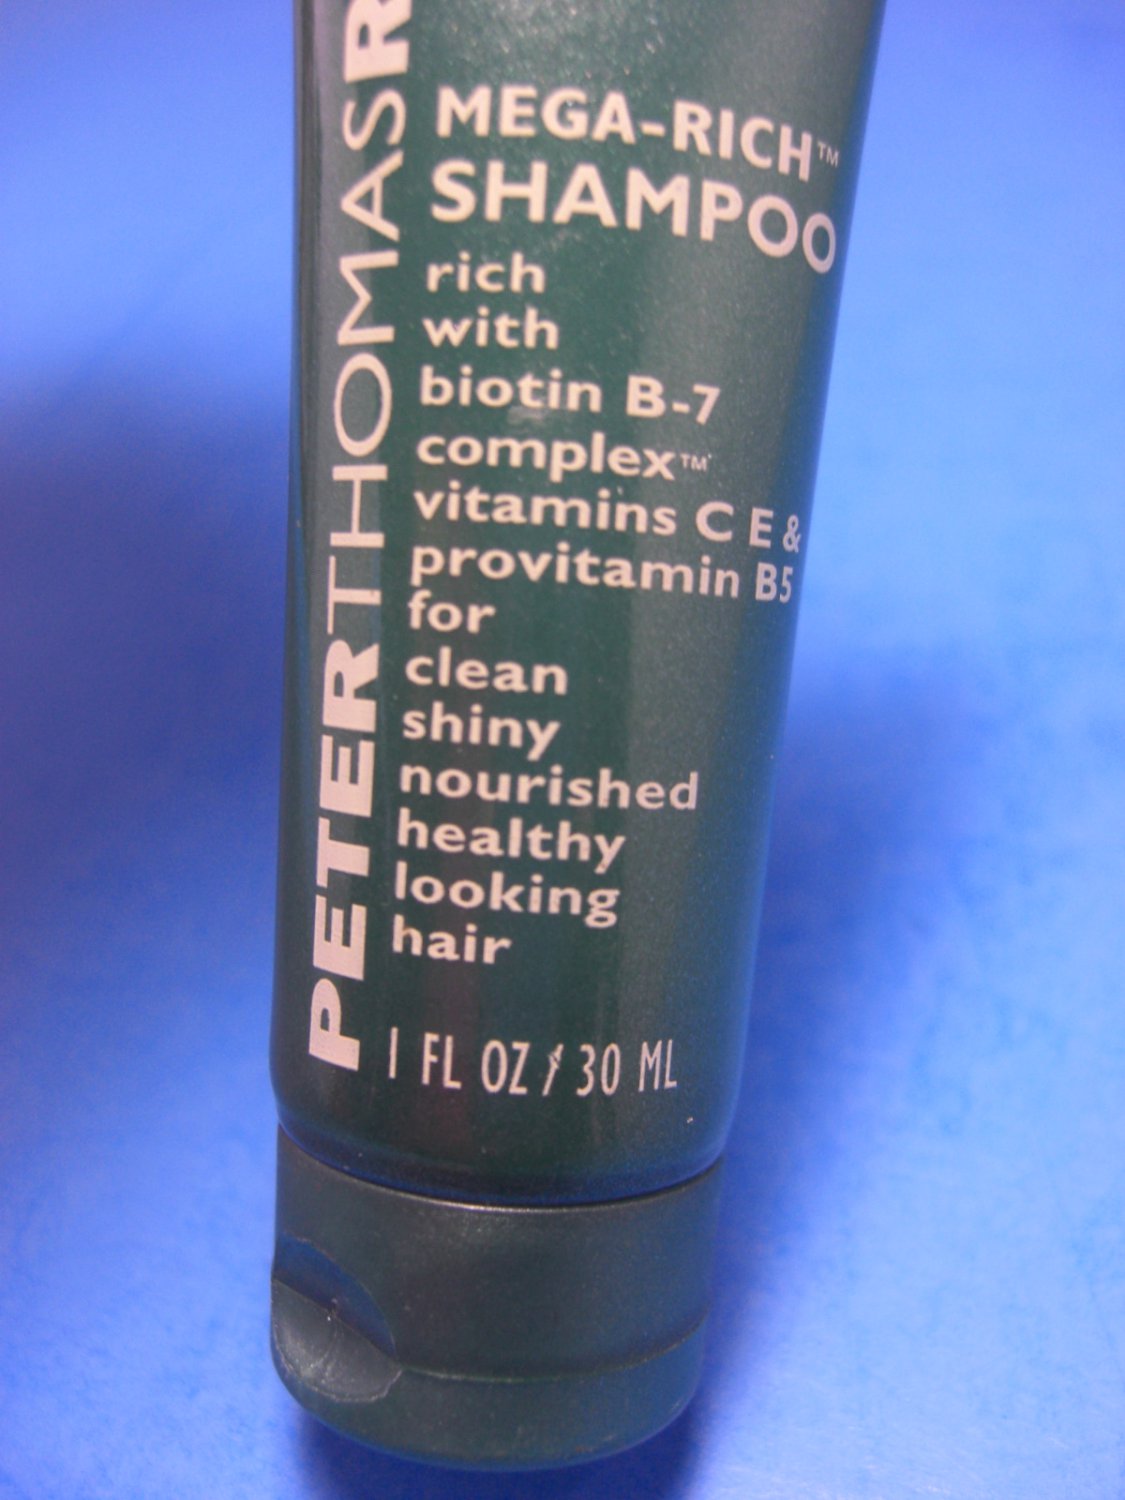 PETERTHOMASR
MEGA-RICH™
SHAMPOO
rich
with
biotin B-7
complex™
vitamins C E &
provitamin B5
for
clean
shiny
nourished
healthy
looking
hair
1 FL OZ / 30 ML